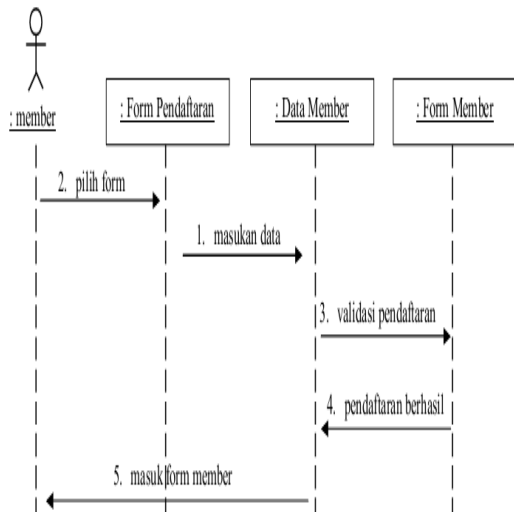 : member
: Form Pendaftaran
: Data Member
: Form Member
2. pilih form
1. masukan data
3. validasi pendaftaran
4. pendaftaran berhasil
5. masuk form member